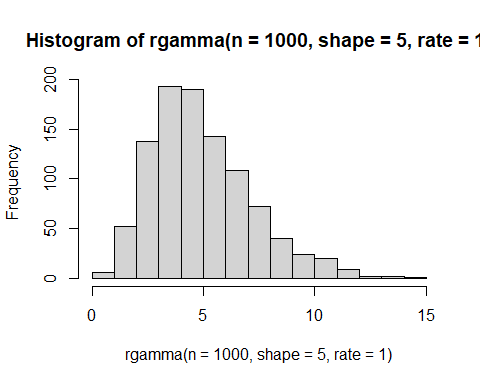 Histogram of rgamma(n = 1000, shape = 5, rate = 1
200
150
100
50
0
Frequency
0 5 10 15
rgamma(n = 1000, shape = 5, rate = 1)